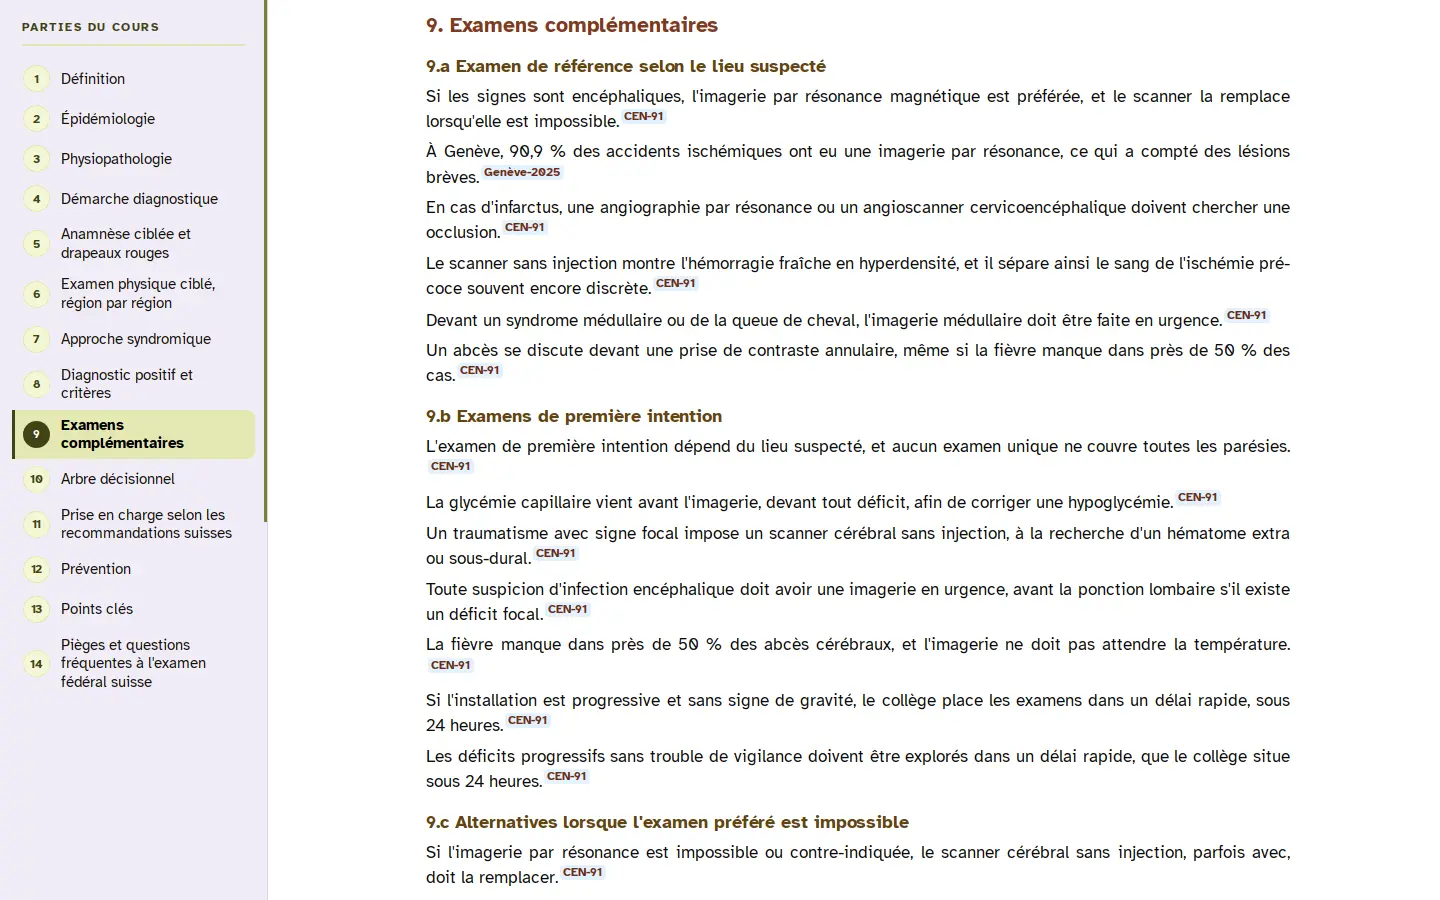 PARTIES DU COURS
1 Définition
2 Épidémiologie
3 Physiopathologie
4 Démarche diagnostique
5 Anamnèse ciblée et
drapeaux rouges
6 Examen physique ciblé,
région par région
7 Approche syndromique
8 Diagnostic positif et
critères
9 Examens
complémentaires
10 Arbre décisionnel
11 Prise en charge selon les
recommandations suisses
12 Prévention
13 Points clés
14 Pièges et questions
fréquentes à l'examen
fédéral suisse
9. Examens complémentaires
9.a Examen de référence selon le lieu suspecté
Si les signes sont encéphaliques, l'imagerie par résonance magnétique est préférée, et le scanner la remplace
lorsqu'elle est impossible. CEN-91
À Genève, 90,9 % des accidents ischémiques ont eu une imagerie par résonance, ce qui a compté des lésions
brèves. Genève-2025
En cas d'infarctus, une angiographie par résonance ou un angioscanner cervicoencéphalique doivent chercher une
occlusion. CEN-91
Le scanner sans injection montre l'hémorragie fraîche en hyperdensité, et il sépare ainsi le sang de l'ischémie pré-
coce souvent encore discrète. CEN-91
Devant un syndrome médullaire ou de la queue de cheval, l'imagerie médullaire doit être faite en urgence. CEN-91
Un abcès se discute devant une prise de contraste annulaire, même si la fièvre manque dans près de 50 % des
cas. CEN-91
9.b Examens de première intention
L'examen de première intention dépend du lieu suspecté, et aucun examen unique ne couvre toutes les parésies.
CEN-91
La glycémie capillaire vient avant l'imagerie, devant tout déficit, afin de corriger une hypoglycémie. CEN-91
Un traumatisme avec signe focal impose un scanner cérébral sans injection, à la recherche d'un hématome extra
ou sous-dural. CEN-91
Toute suspicion d'infection encéphalique doit avoir une imagerie en urgence, avant la ponction lombaire s'il existe
un déficit focal. CEN-91
La fièvre manque dans près de 50 % des abcès cérébraux, et l'imagerie ne doit pas attendre la température.
CEN-91
Si l'installation est progressive et sans signe de gravité, le collège place les examens dans un délai rapide, sous
24 heures. CEN-91
Les déficits progressifs sans trouble de vigilance doivent être explorés dans un délai rapide, que le collège situe
sous 24 heures. CEN-91
9.c Alternatives lorsque l'examen préféré est impossible
Si l'imagerie par résonance est impossible ou contre-indiquée, le scanner cérébral sans injection, parfois avec,
doit la remplacer. CEN-91